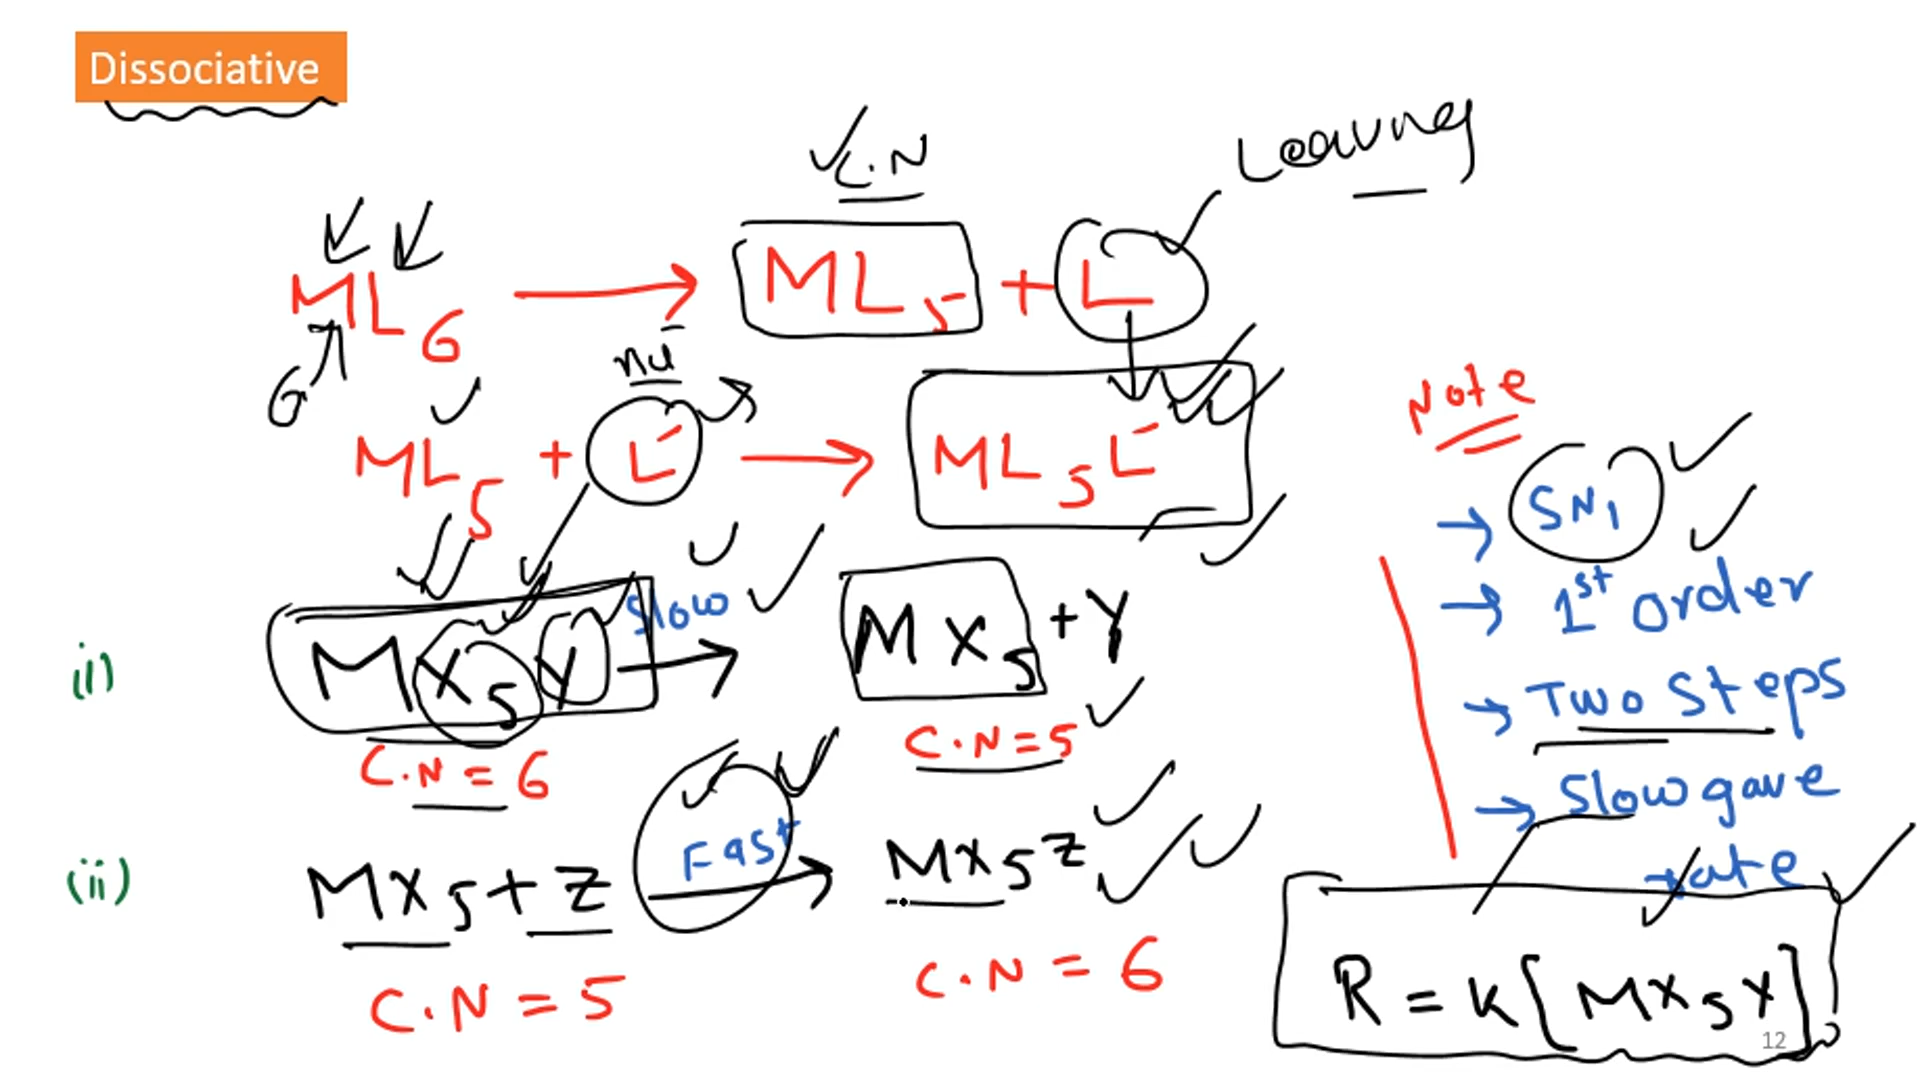 Dissociative
C.N
Leaving
ML6 → ML5 + L
6
nu⁻
ML5 + L′ → ML5L′
Note
→ SN1
→ 1st order
→ Two Steps
→ Slow gave
rate
(i) MX5Y Slow → MX5 + Y
C.N = 6
C.N = 5
(ii) MX5 + Z Fast → MX5Z
C.N = 5
C.N = 6
R = K[MX5Y]
12